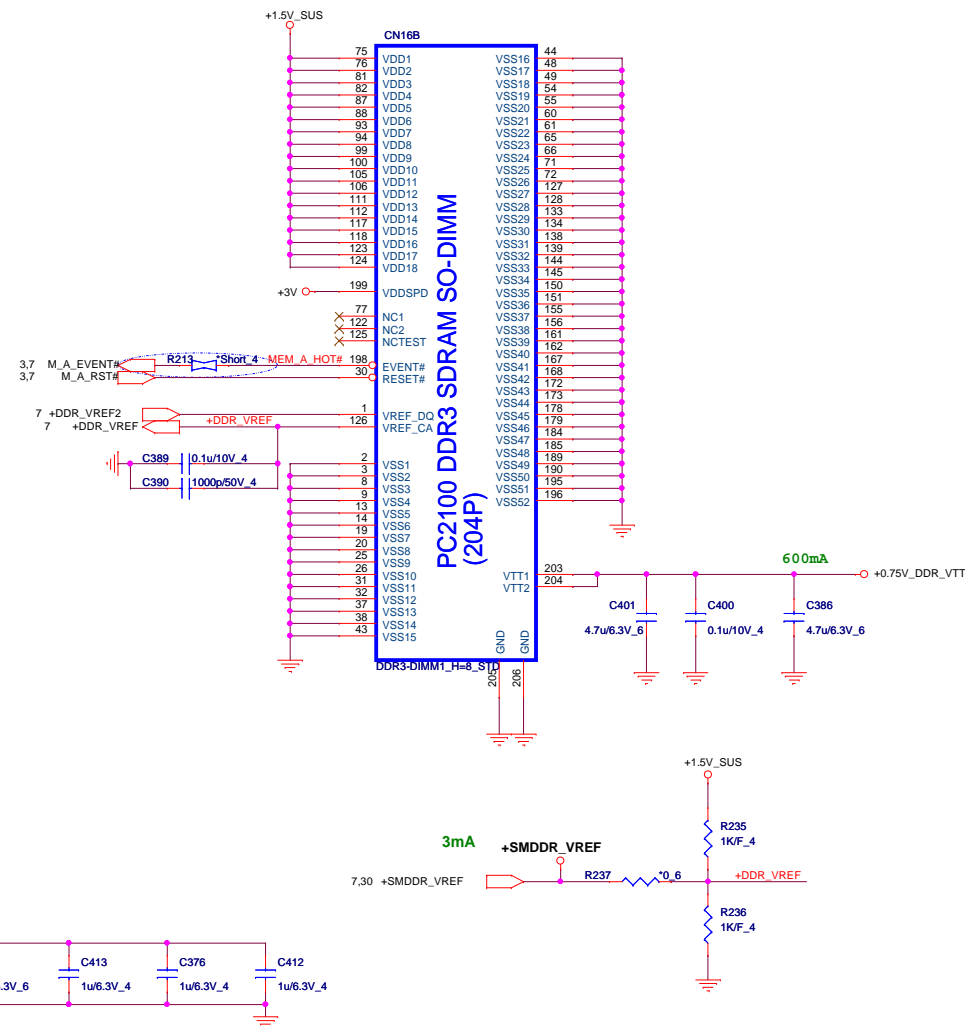 +1.5V_SUS
CN16B
75 VDD1 VSS16 44
76 VDD2 VSS17 48
81 VDD3 VSS18 49
82 VDD4 VSS19 54
87 VDD5 VSS20 55
88 VDD6 VSS21 60
93 VDD7 VSS22 61
94 VDD8 VSS23 65
99 VDD9 VSS24 66
100 VDD10 VSS25 71
105 VDD11 VSS26 72
106 VDD12 VSS27 127
111 VDD13 VSS28 128
112 VDD14 VSS29 133
117 VDD15 VSS30 134
118 VDD16 VSS31 138
123 VDD17 VSS32 139
124 VDD18 VSS33 144
VSS34 145
+3V 199 VDDSPD VSS35 150
VSS36 151
77 NC1 VSS37 155
122 NC2 VSS38 156
125 NCTEST VSS39 161
VSS40 162
3,7 M_A_EVENT# R213 *Short_4 MEM_A_HOT# 198 EVENT# VSS41 167
3,7 M_A_RST# 30 RESET# VSS42 168
VSS43 172
VSS44 173
7 +DDR_VREF2 1 VREF_DQ VSS45 178
7 +DDR_VREF +DDR_VREF 126 VREF_CA VSS46 179
VSS47 184
VSS48 185
C389 0.1u/10V_4 2 VSS1 VSS49 189
3 VSS2 VSS50 190
C390 1000p/50V_4 8 VSS3 VSS51 195
9 VSS4 VSS52 196
13 VSS5
14 VSS6
19 VSS7
20 VSS8
25 VSS9
26 VSS10
31 VSS11
32 VSS12
37 VSS13
38 VSS14
43 VSS15
PC2100 DDR3 SDRAM SO-DIMM
(204P)
VTT1 203
VTT2 204
600mA
+0.75V_DDR_VTT
C401 C400 C386
4.7u/6.3V_6 0.1u/10V_4 4.7u/6.3V_6
GND GND
DDR3-DIMM1_H=8_STD
205 206
+1.5V_SUS
R235
1K/F_4
3mA
+SMDDR_VREF
7,30 +SMDDR_VREF R237 *0_6 +DDR_VREF
R236
1K/F_4
C413 C376 C412
.3V_6 1u/6.3V_4 1u/6.3V_4 1u/6.3V_4